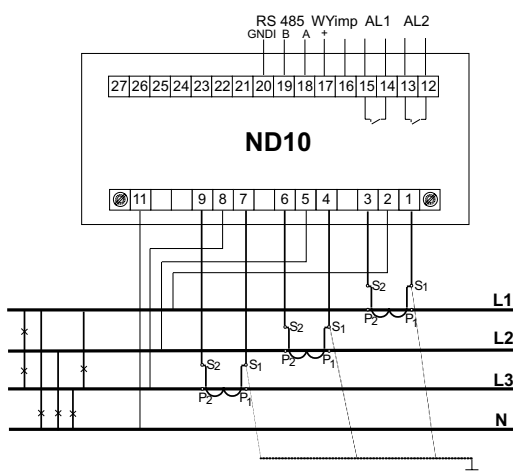 RS 485 WYimp AL1 AL2
GNDI B A +
27 26 25 24 23 22 21 20 19 18 17 16 15 14 13 12
ND10
11 9 8 7 6 5 4 3 2 1
S2 S1
L1
P2 P1
S2 S1
L2
P2 P1
S2 S1
L3
P2 P1
N